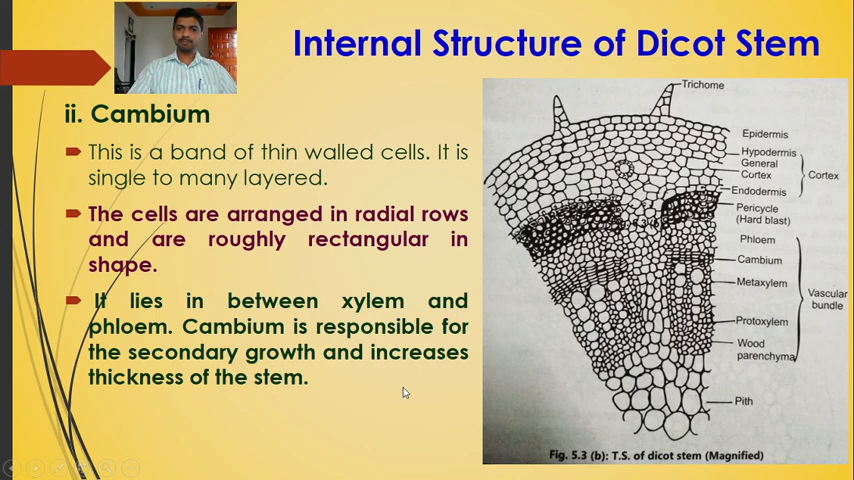 Internal Structure of Dicot Stem
ii. Cambium
This is a band of thin walled cells. It is
single to many layered.
The cells are arranged in radial rows
and are roughly rectangular in
shape.
It lies in between xylem and
phloem. Cambium is responsible for
the secondary growth and increases
thickness of the stem.
Trichome
Epidermis
Hypodermis
General
Cortex
Cortex
Endodermis
Pericycle
(Hard blast)
Phloem
Cambium
Metaxylem
Vascular
bundle
Protoxylem
Wood
parenchyma
Pith
Fig. 5.3 (b): T.S. of dicot stem (Magnified)